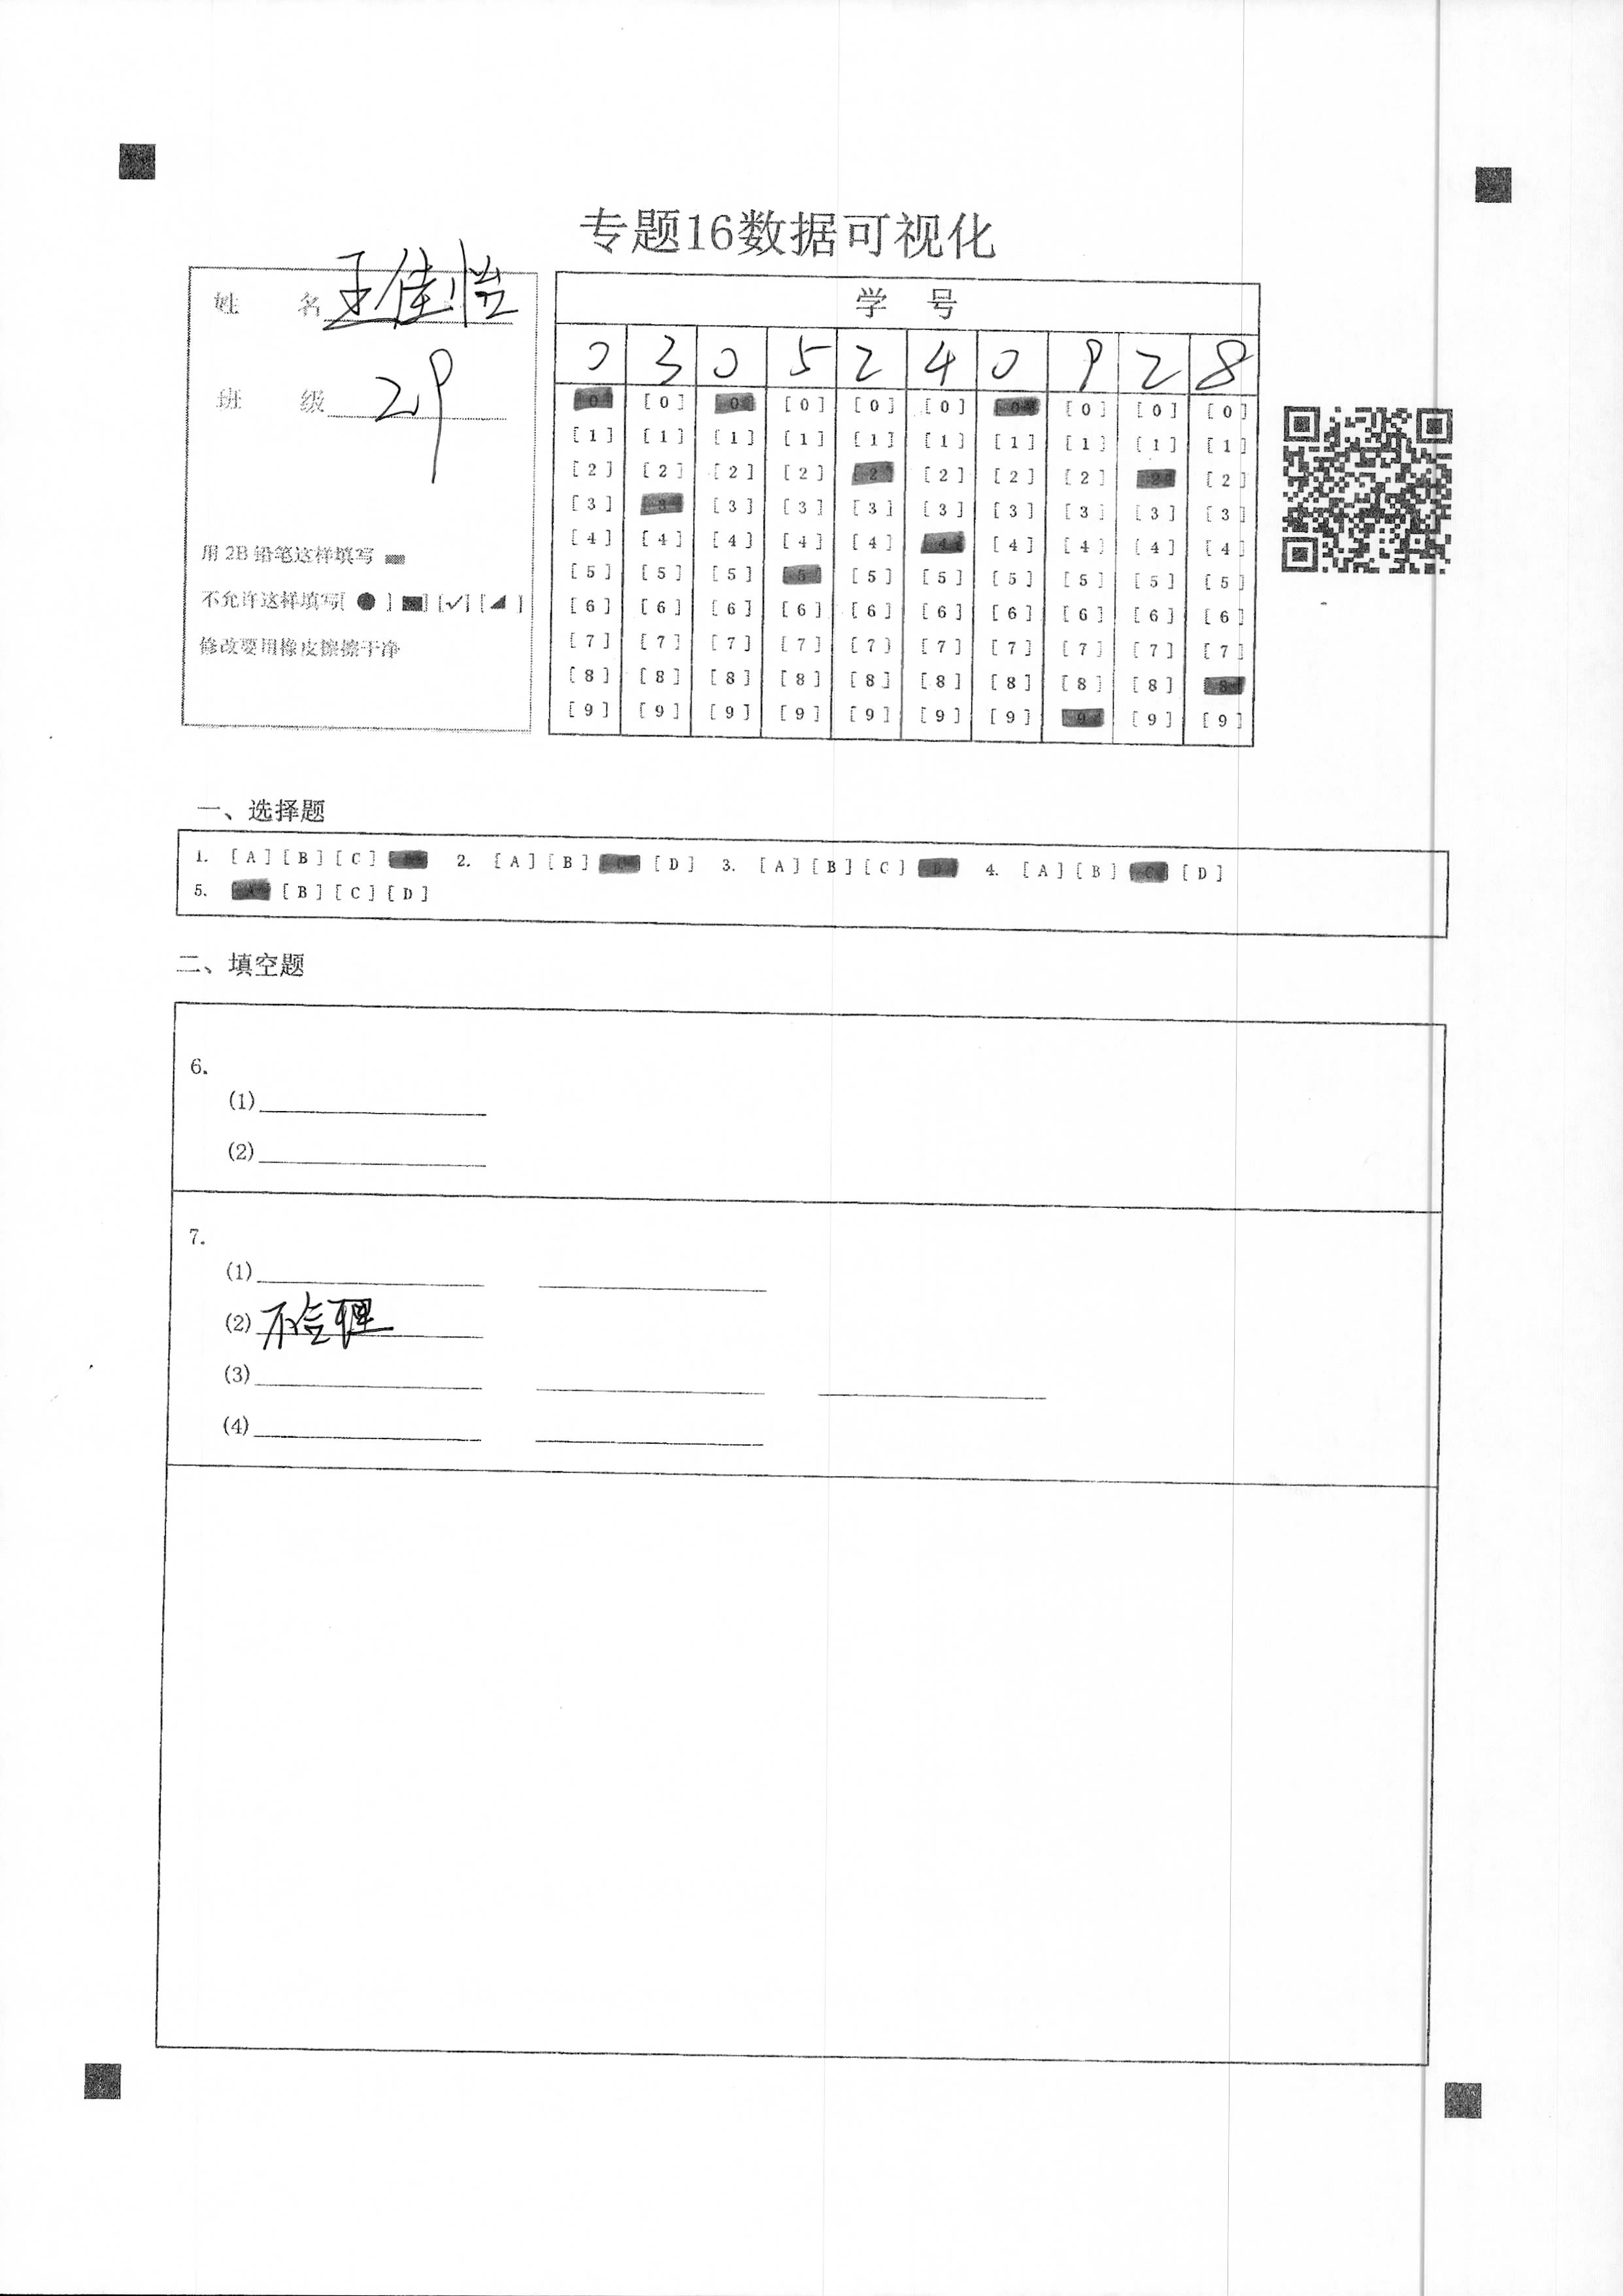 专题16数据可视化
姓 名 王佳怡
班 级 29
用 2B 铅笔这样填写
不允许这样填写[ ● ] [■] [✓] [◢ ]
修改要用橡皮擦擦干净
学 号
0 3 0 5 2 4 0 9 2 8
[0] [0] [0] [0] [0] [0] [0] [0] [0] [0]
[1] [1] [1] [1] [1] [1] [1] [1] [1] [1]
[2] [2] [2] [2] [2] [2] [2] [2] [2] [2]
[3] [3] [3] [3] [3] [3] [3] [3] [3] [3]
[4] [4] [4] [4] [4] [4] [4] [4] [4] [4]
[5] [5] [5] [5] [5] [5] [5] [5] [5] [5]
[6] [6] [6] [6] [6] [6] [6] [6] [6] [6]
[7] [7] [7] [7] [7] [7] [7] [7] [7] [7]
[8] [8] [8] [8] [8] [8] [8] [8] [8] [8]
[9] [9] [9] [9] [9] [9] [9] [9] [9] [9]
一、选择题
1. [A] [B] [C] [D] 2. [A] [B] [C] [D] 3. [A] [B] [C] [D] 4. [A] [B] [C] [D]
5. [A] [B] [C] [D]
二、填空题
6.
(1)
(2)
7.
(1)
(2) 不合理
(3)
(4)